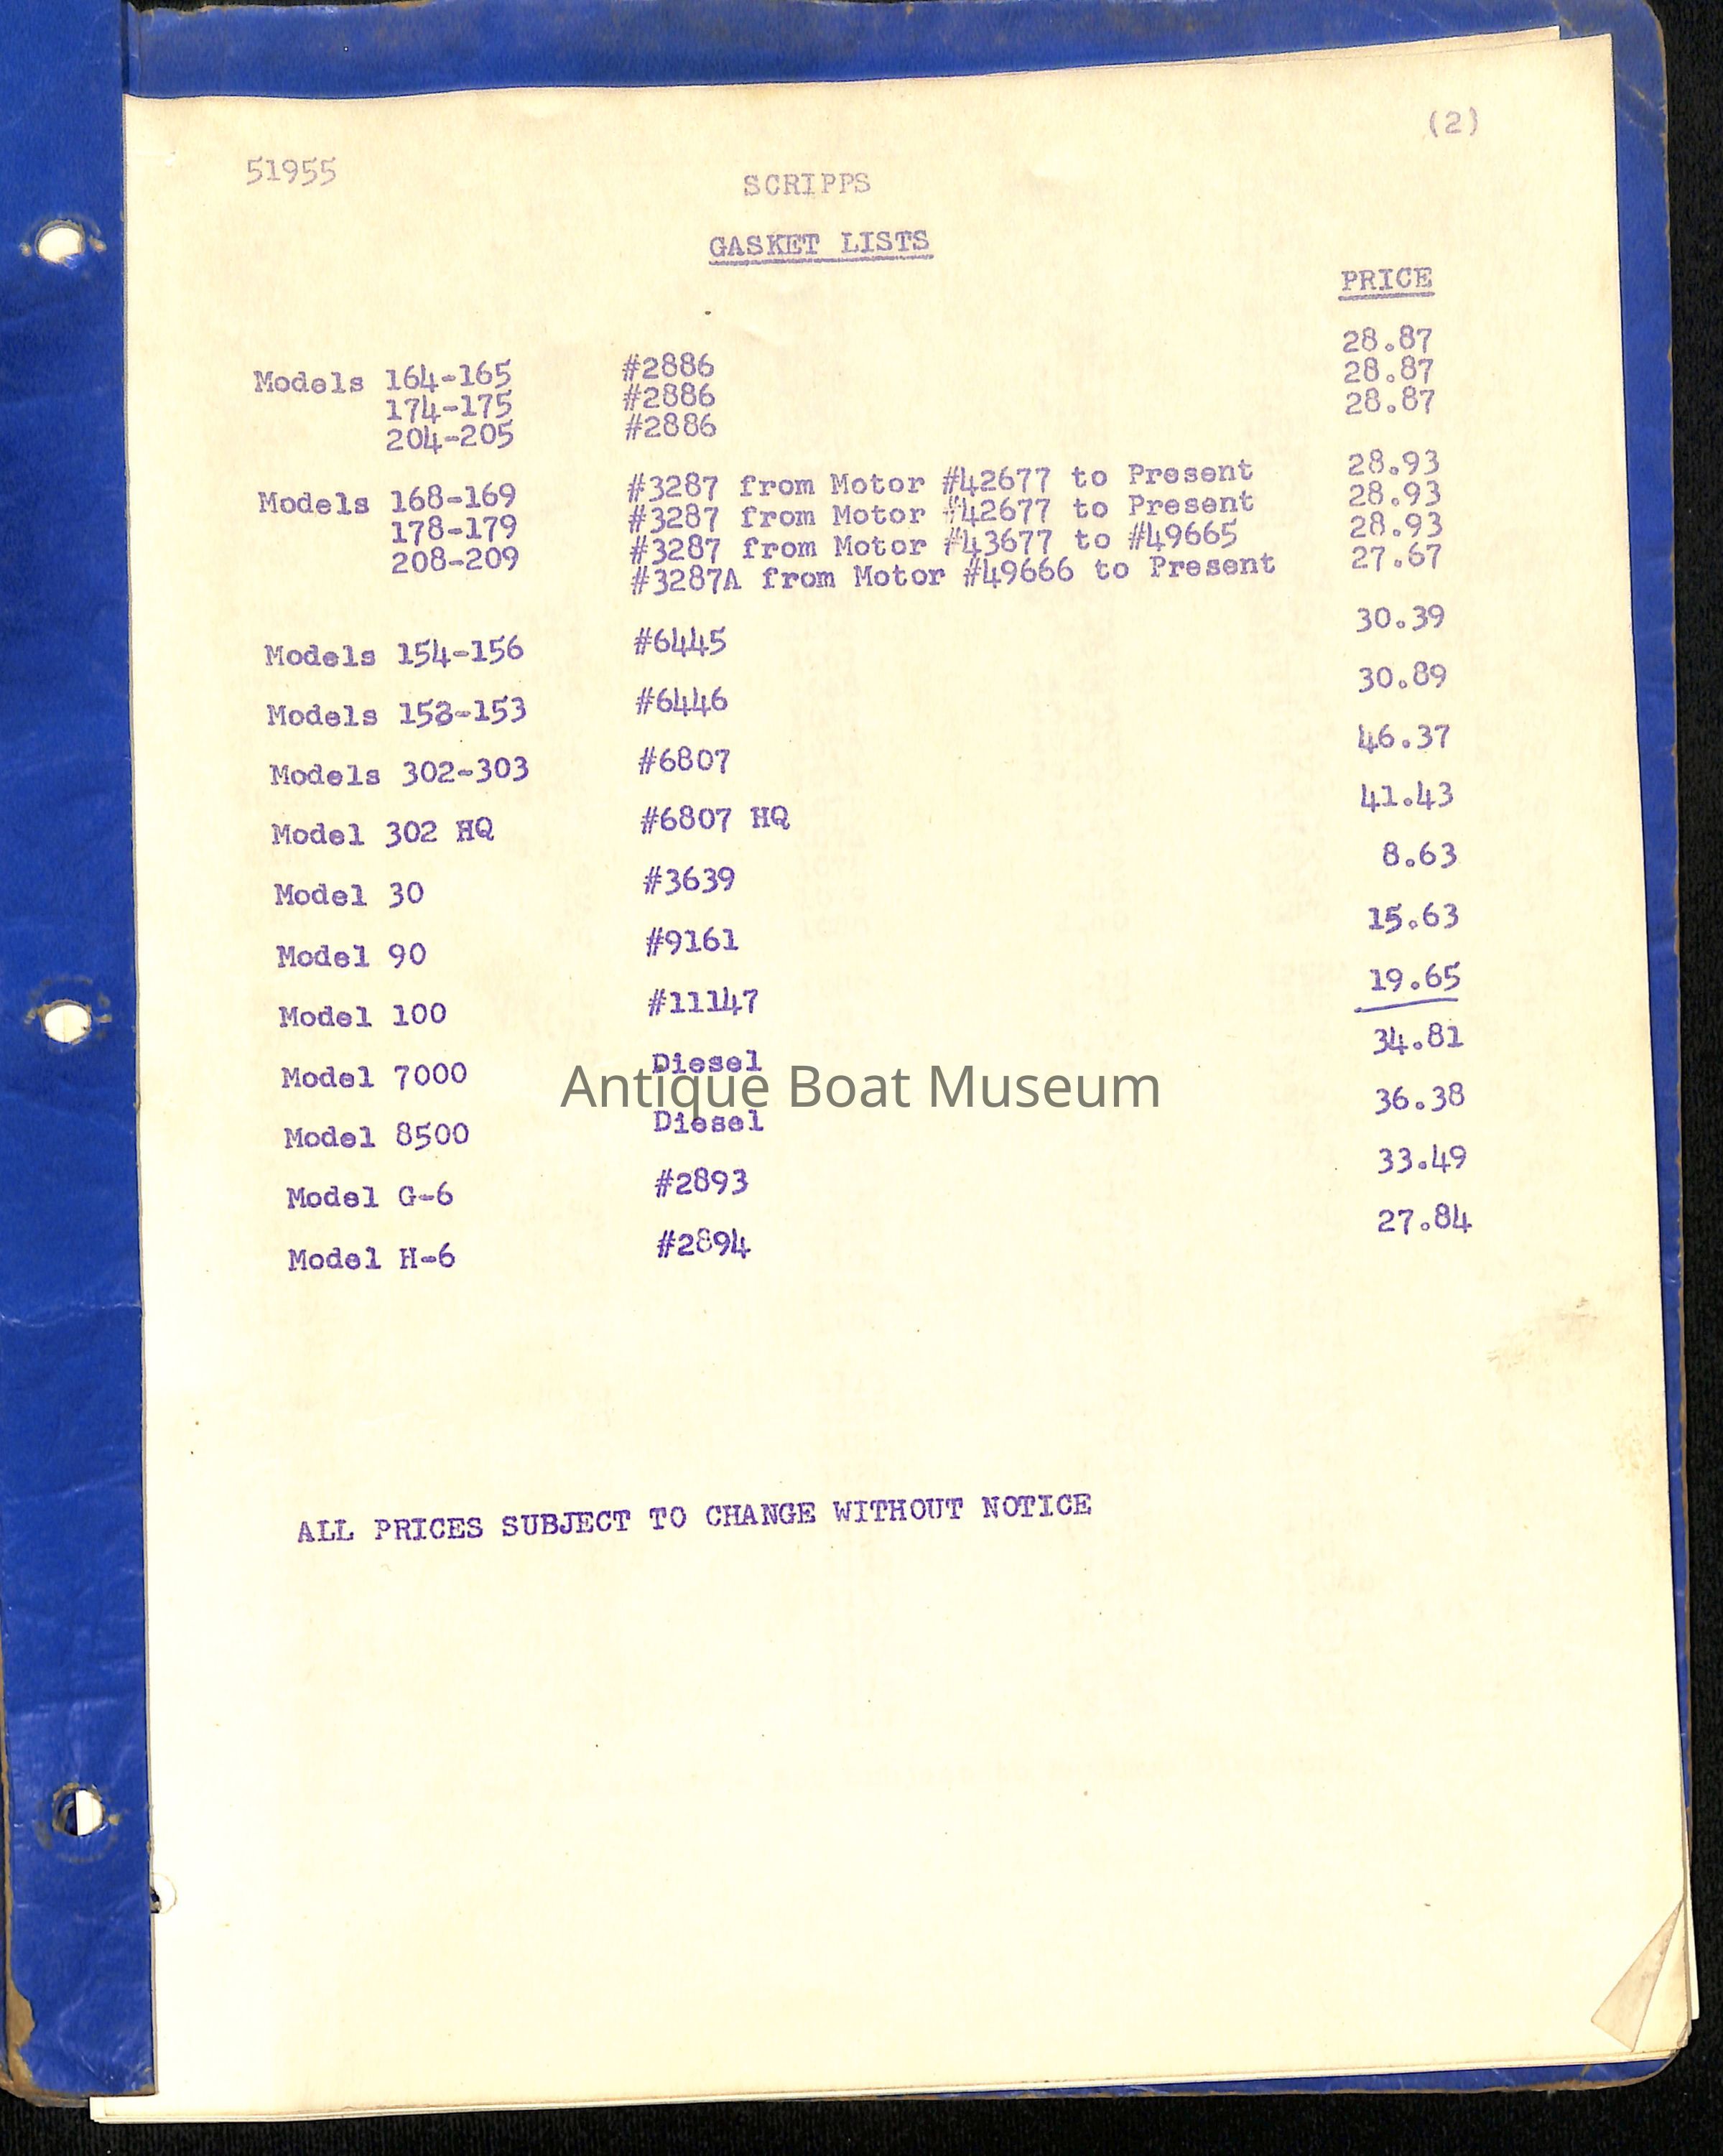 (2)
51955
SCRIPPS
GASKET LISTS
PRICE
Models 164-165 #2886 28.87
174-175 #2886 28.87
204-205 #2886 28.87
Models 168-169 #3287 from Motor #42677 to Present 28.93
178-179 #3287 from Motor #42677 to Present 28.93
208-209 #3287 from Motor #43677 to #49665 28.93
#3287A from Motor #49666 to Present 27.67
Models 154-156 #6445 30.39
Models 152-153 #6446 30.89
Models 302-303 #6807 46.37
Model 302 HQ #6807 HQ 41.43
Model 30 #3639 8.63
Model 90 #9161 15.63
Model 100 #11147 19.65
Model 7000 Diesel 34.81
Antique Boat Museum
Model 8500 Diesel 36.38
Model G-6 #2893 33.49
Model H-6 #2894 27.84
ALL PRICES SUBJECT TO CHANGE WITHOUT NOTICE